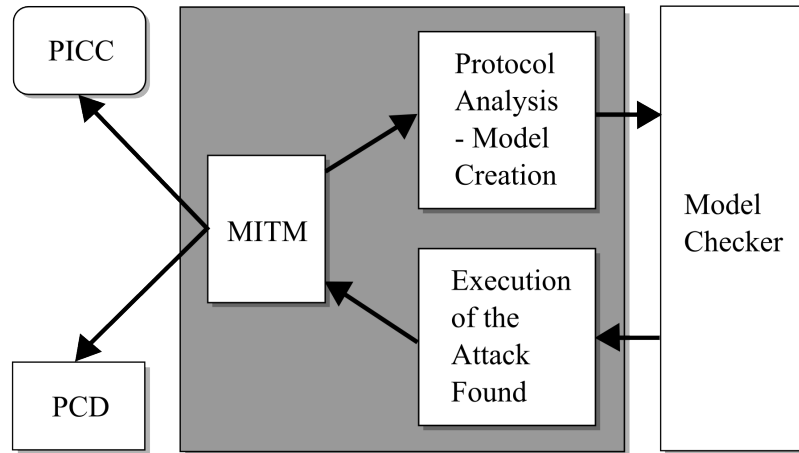 PICC
Protocol
Analysis
- Model
Creation
MITM
Model
Checker
Execution
of the
Attack
Found
PCD